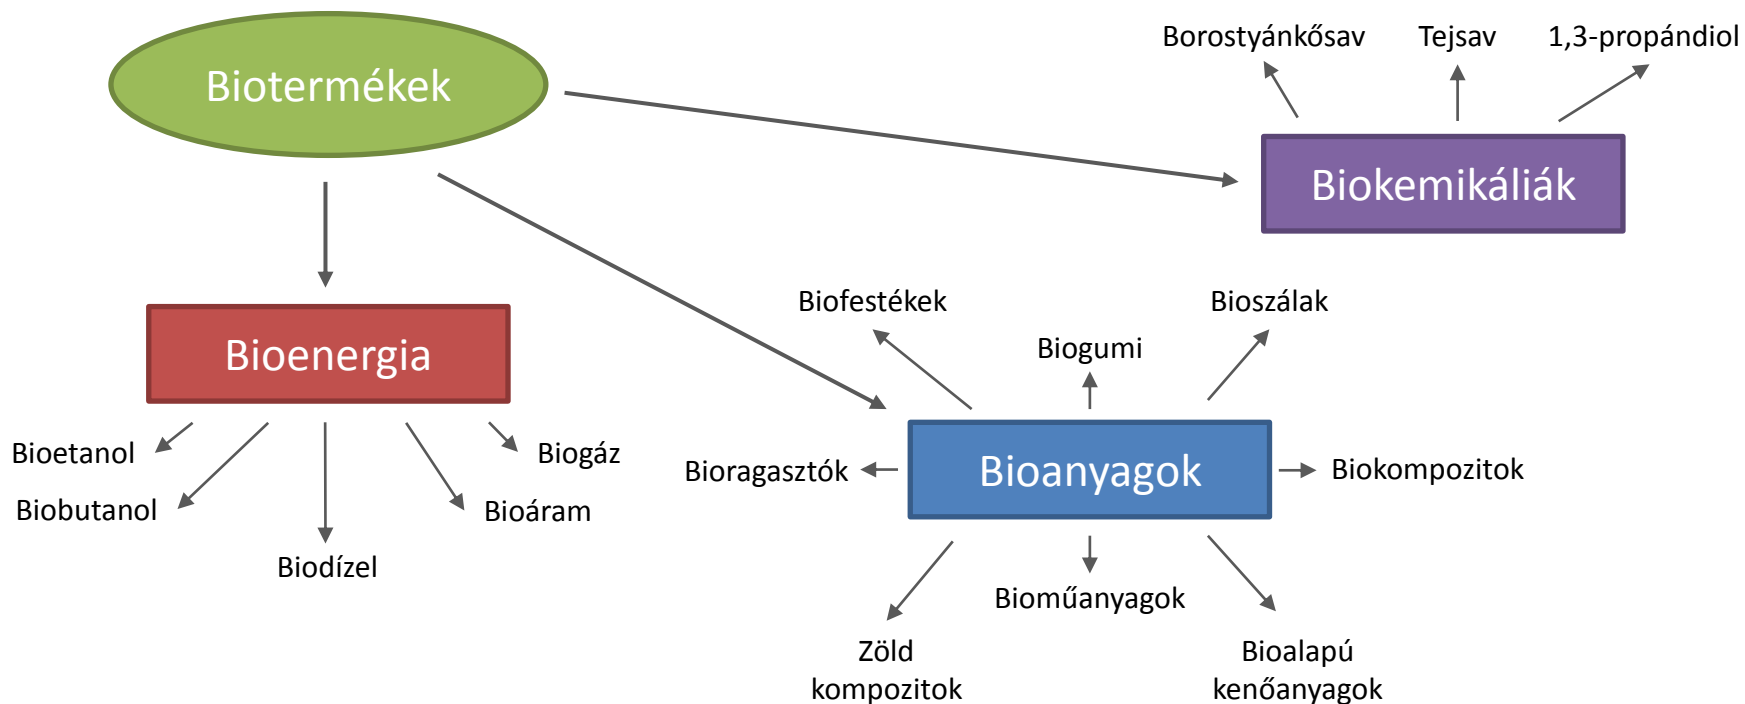 Borostyánkősav
Tejsav
1,3-propándiol
Biotermékek
Biokemikáliák
Biofestékek
Bioszálak
Biogumi
Bioenergia
Bioetanol
Biogáz
Bioragasztók
Bioanyagok
Biokompozitok
Biobutanol
Bioáram
Biodízel
Bioműanyagok
Zöld
kompozitok
Bioalapú
kenőanyagok